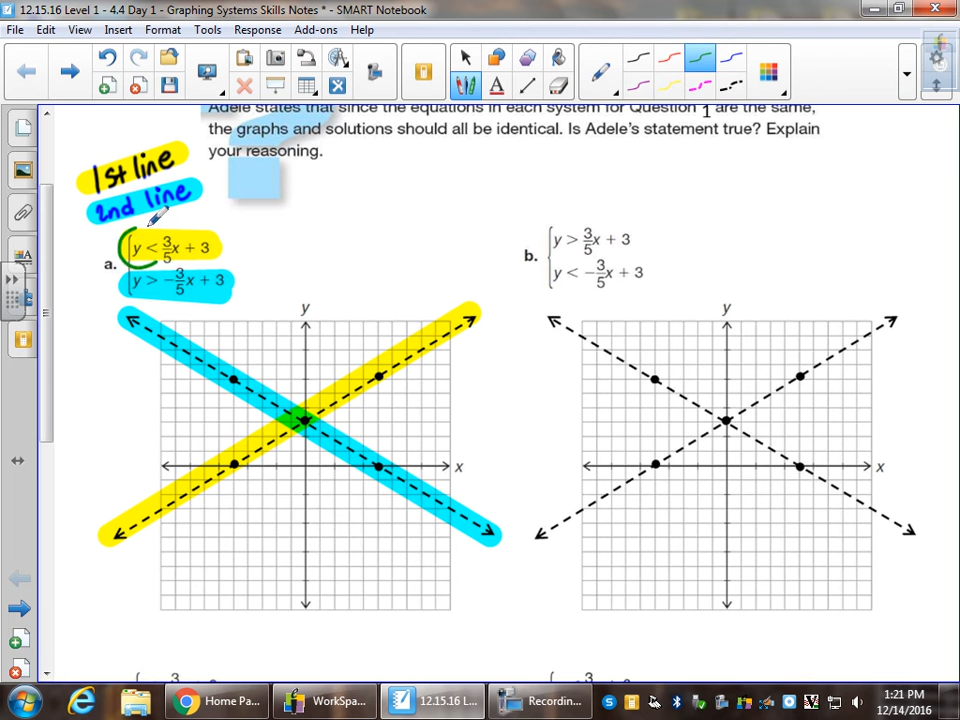 12.15.16 Level 1 - 4.4 Day 1 - Graphing Systems Skills Notes * - SMART Notebook
File Edit View Insert Format Tools Response Add-ons Help
Adele states that since the equations in each system for Question 1 are the same,
the graphs and solutions should all be identical. Is Adele's statement true? Explain
your reasoning.
1st line
2nd line
a.
y < 3/5x + 3
y > -3/5x + 3
b.
y > 3/5x + 3
y < -3/5x + 3
y
x
y
x
Home Pa...
WorkSpa...
12.15.16 L...
Recordin...
1:21 PM
12/14/2016